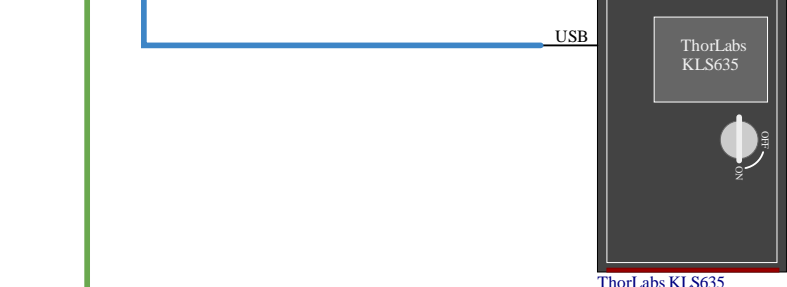 USB
ThorLabs
KLS635
OFF
ON
ThorLabs KLS635